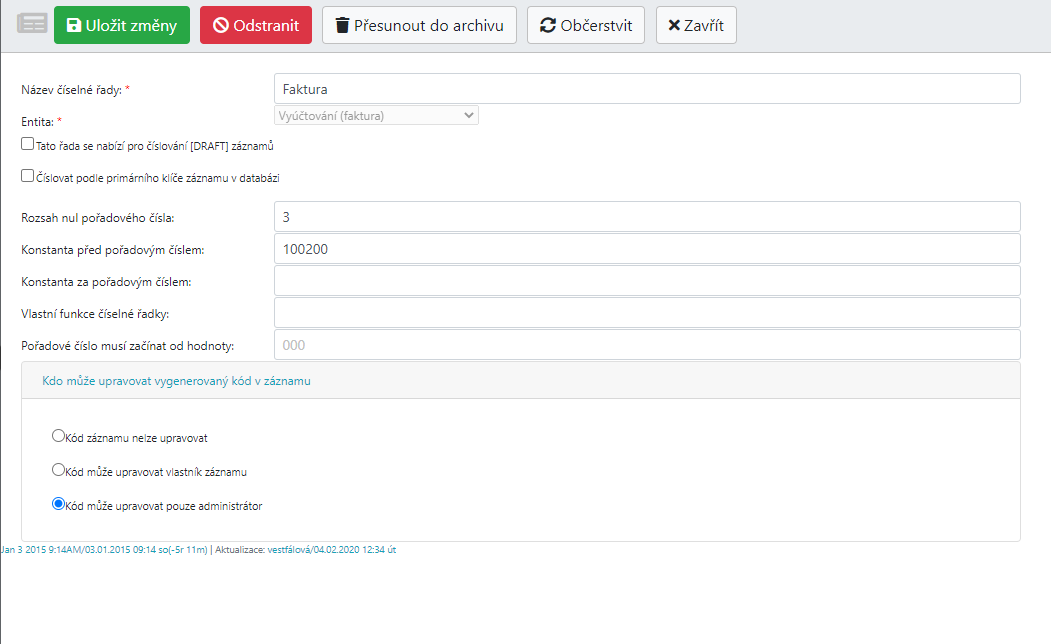 Uložit změny Odstranit Přesunout do archivu Občerstvit Zavřít
Název číselné řady: * Faktura
Entita: * Vyúčtování (faktura)
Tato řada se nabízí pro číslování [DRAFT] záznamů
Číslovat podle primárního klíče záznamu v databázi
Rozsah nul pořadového čísla: 3
Konstanta před pořadovým číslem: 100200
Konstanta za pořadovým číslem:
Vlastní funkce číselné řadky:
Pořadové číslo musí začínat od hodnoty: 000
Kdo může upravovat vygenerovaný kód v záznamu
Kód záznamu nelze upravovat
Kód může upravovat vlastník záznamu
Kód může upravovat pouze administrátor
Jan 3 2015 9:14AM/03.01.2015 09:14 so(-5r 11m) | Aktualizace: vestfálová/04.02.2020 12:34 út